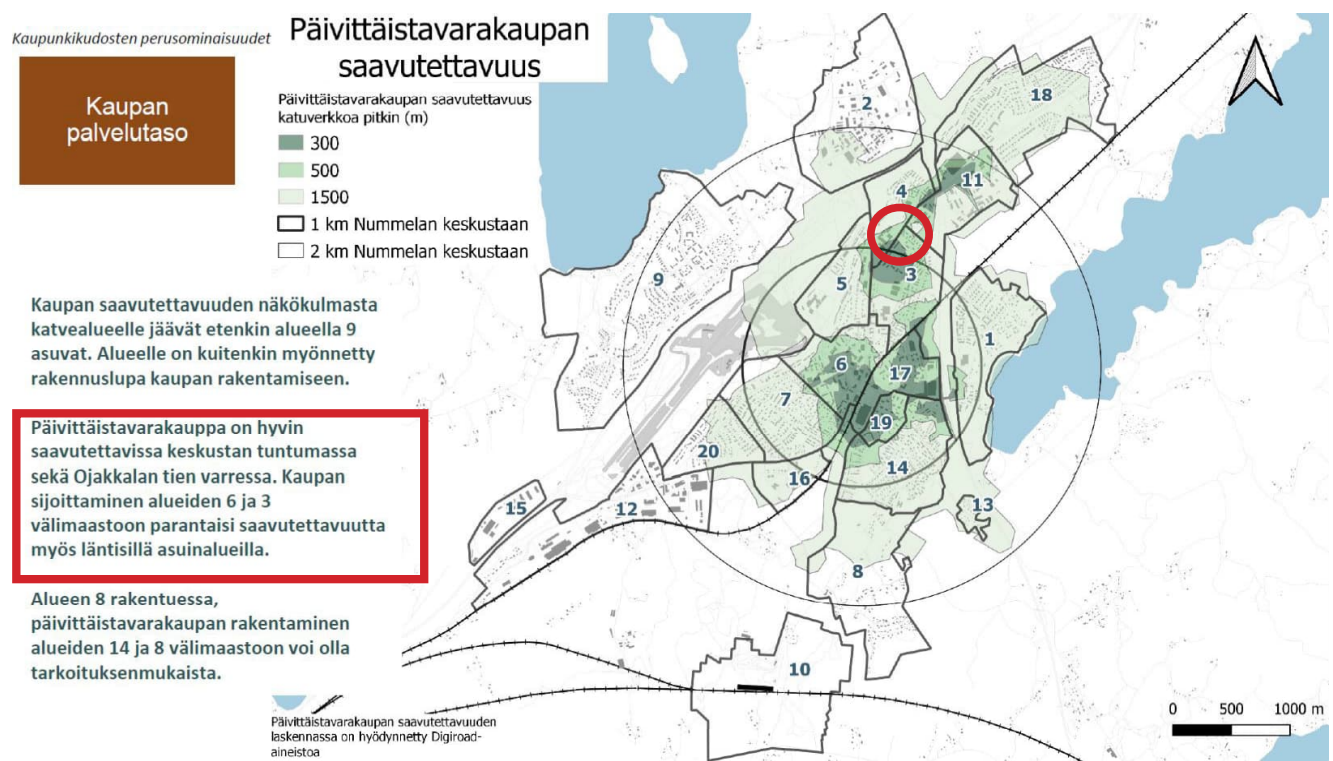 Kaupunkikudosten perusominaisuudet
Kaupan
palvelutaso
Päivittäistavarakaupan
saavutettavuus
Päivittäistavarakaupan saavutettavuus
katuverkkoa pitkin (m)
300
500
1500
1 km Nummelan keskustaan
2 km Nummelan keskustaan
Kaupan saavutettavuuden näkökulmasta
katvealueelle jäävät etenkin alueella 9
asuvat. Alueelle on kuitenkin myönnetty
rakennuslupa kaupan rakentamiseen.
Päivittäistavarakauppa on hyvin
saavutettavissa keskustan tuntumassa
sekä Ojakkalan tien varressa. Kaupan
sijoittaminen alueiden 6 ja 3
välimaastoon parantaisi saavutettavuutta
myös läntisillä asuinalueilla.
Alueen 8 rakentuessa,
päivittäistavarakaupan rakentaminen
alueiden 14 ja 8 välimaastoon voi olla
tarkoituksenmukaista.
Päivittäistavarakaupan saavutettavuuden
laskennassa on hyödynnetty Digiroad-
aineistoa
2
18
11
4
3
9
5
1
6
17
7
19
20
14
16
15
12
13
8
10
0 500 1000 m